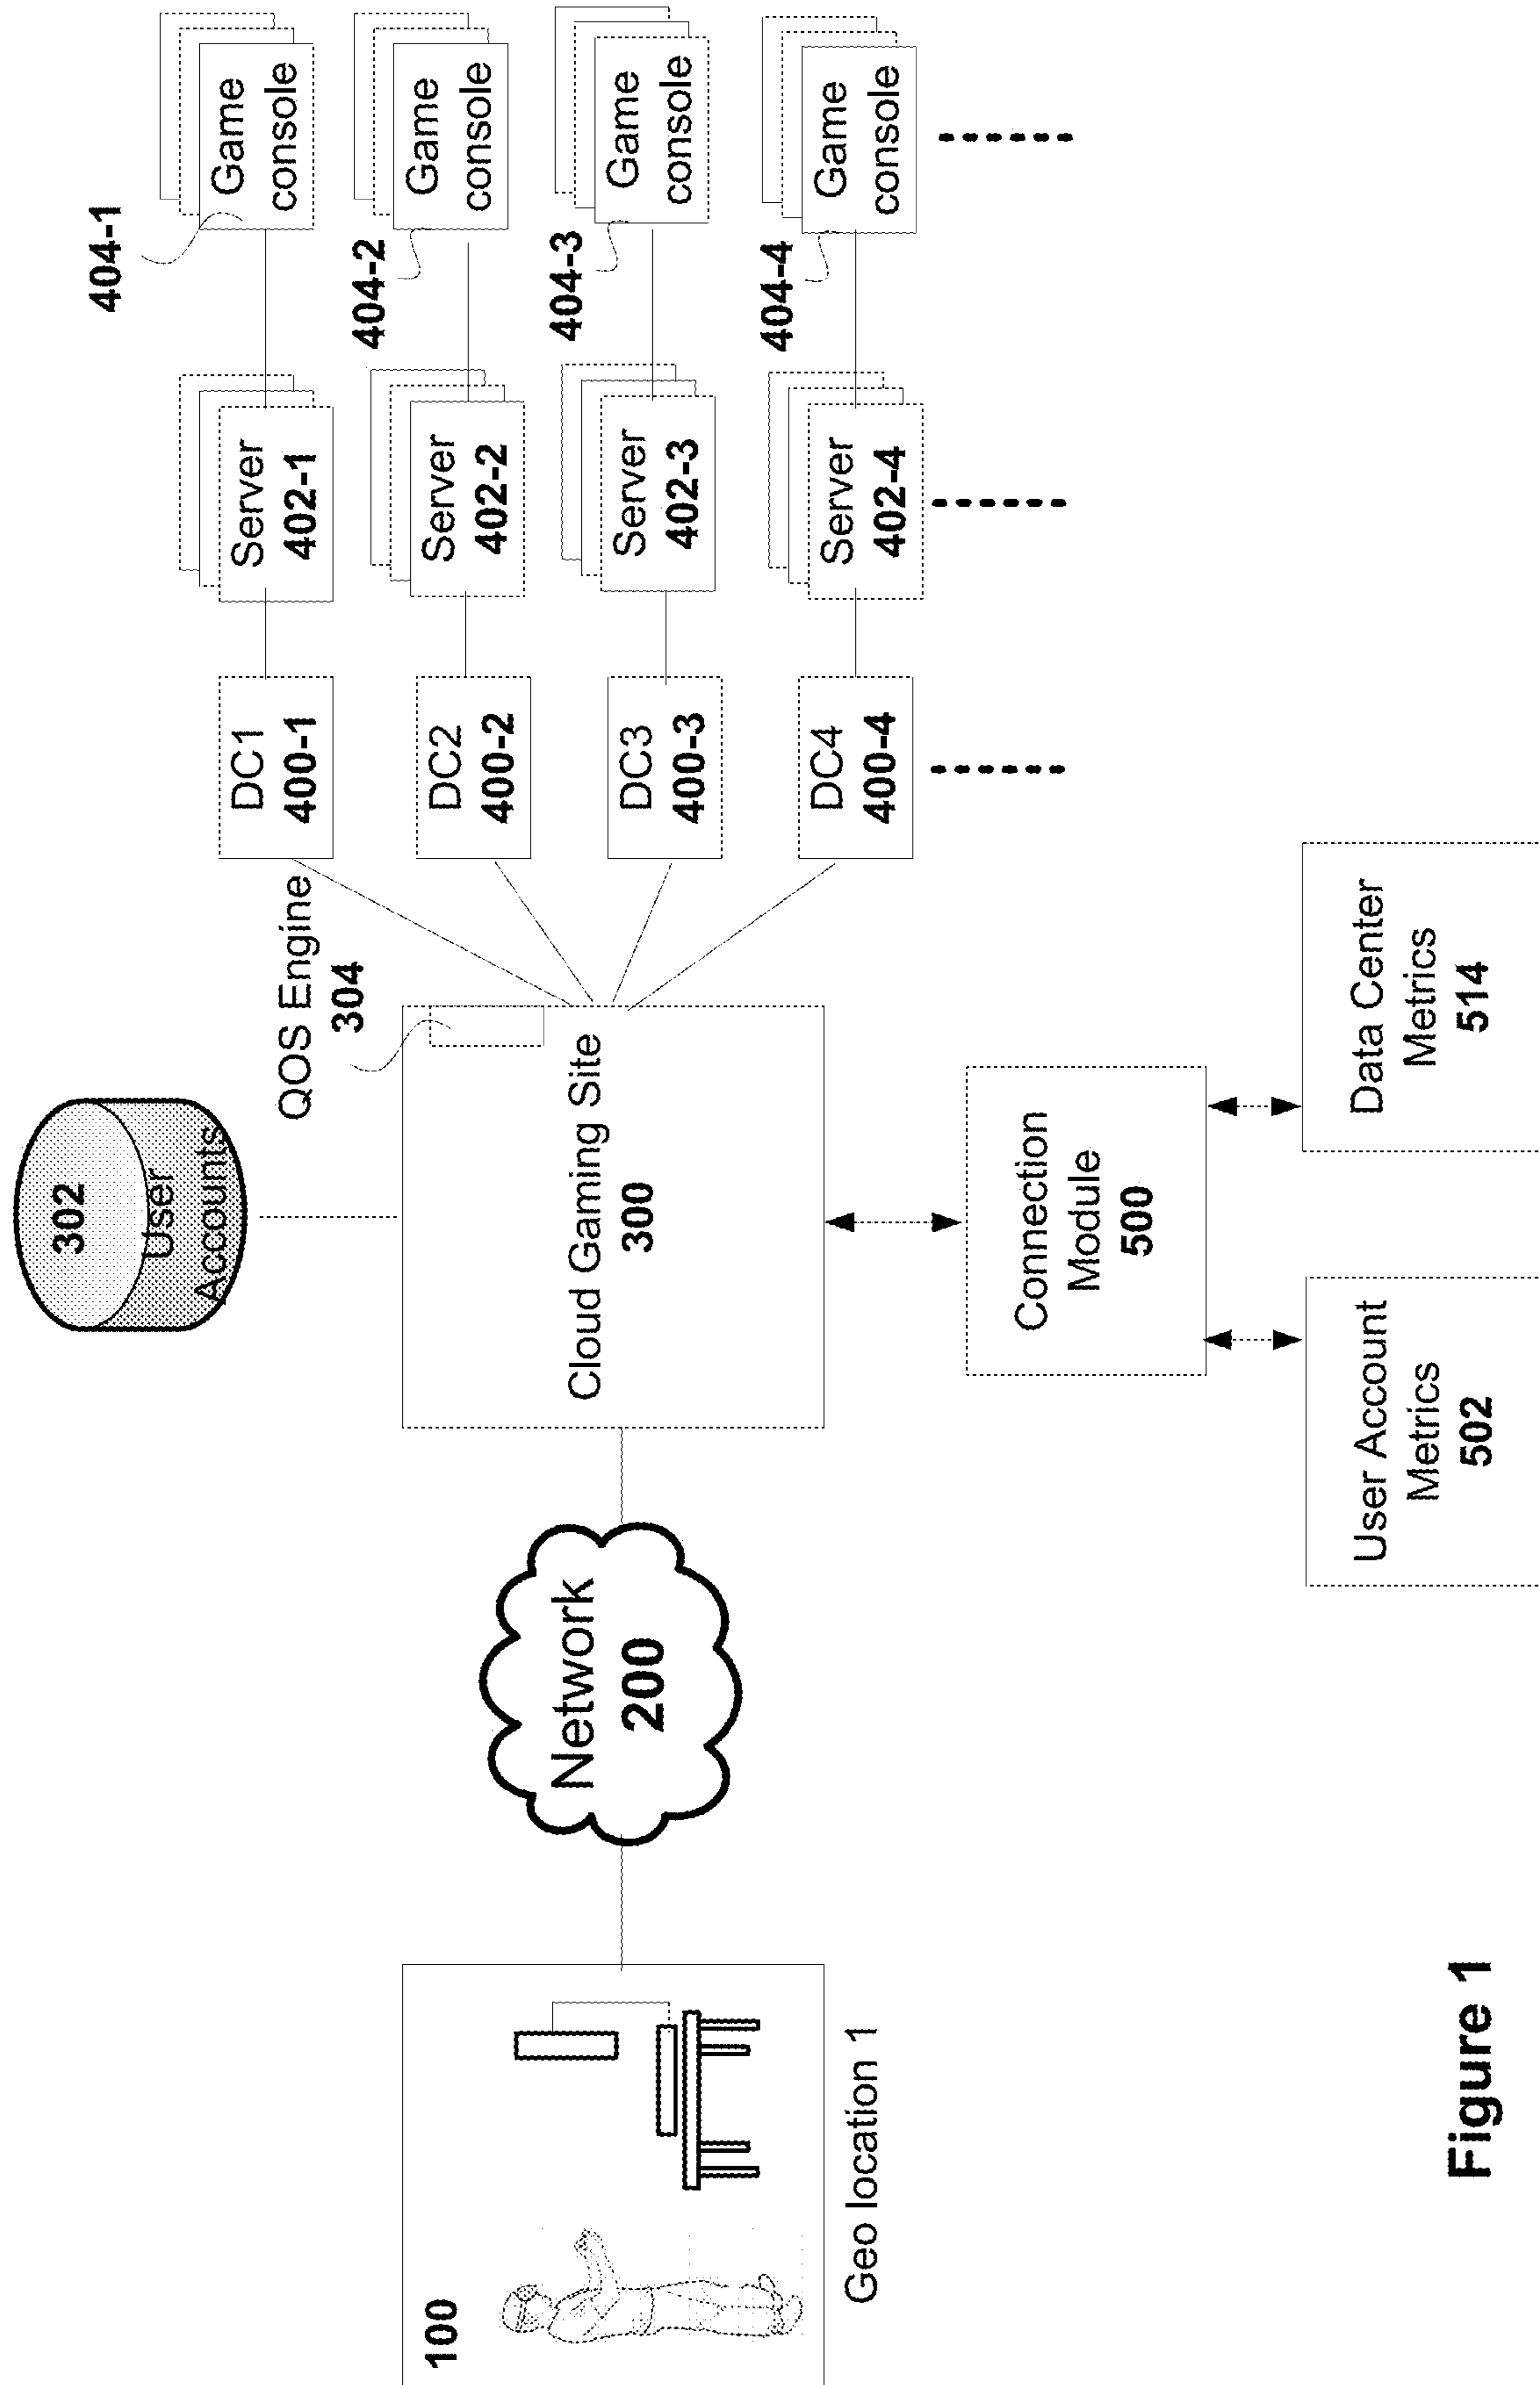 302
User
Accounts
404-1
Game
console
404-2
Game
console
404-3
Game
console
404-4
Game
console
Server
402-1
Server
402-2
Server
402-3
Server
402-4
DC1
400-1
DC2
400-2
DC3
400-3
DC4
400-4
QOS Engine
304
Cloud Gaming Site
300
Network
200
100
Geo location 1
Connection
Module
500
User Account
Metrics
502
Data Center
Metrics
514
Figure 1